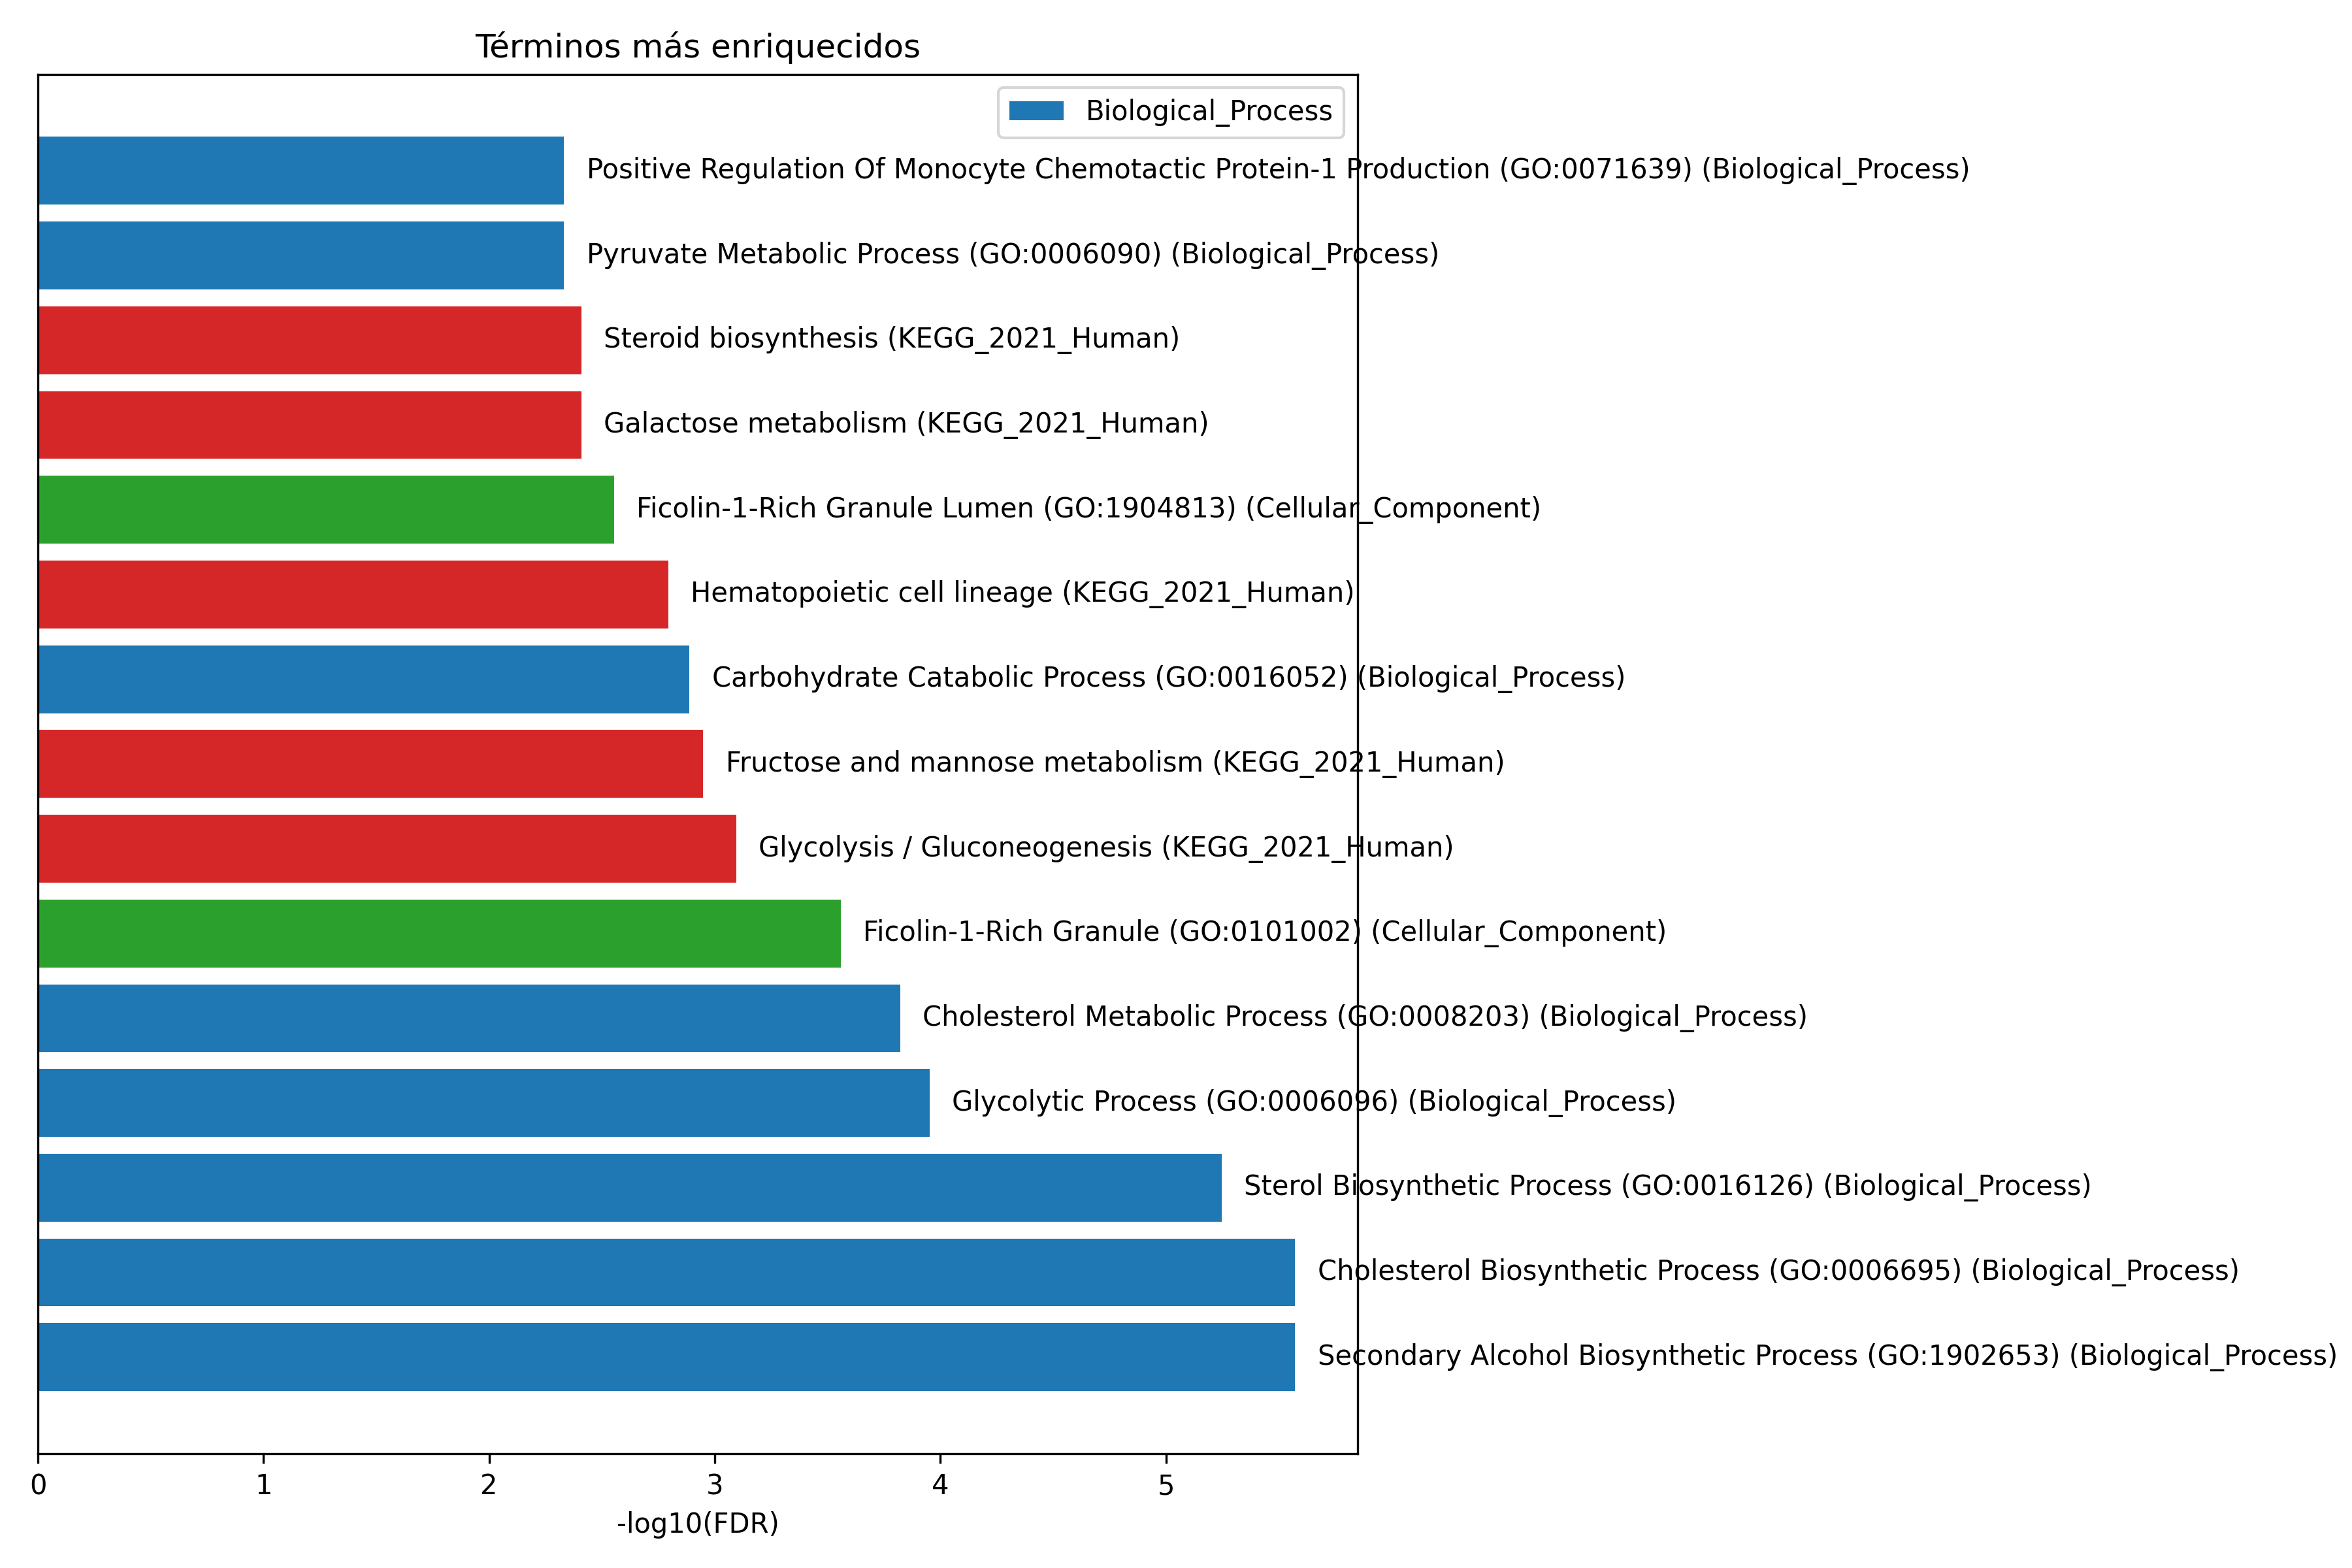 Términos más enriquecidos
Biological_Process
Positive Regulation Of Monocyte Chemotactic Protein-1 Production (GO:0071639) (Biological_Process)
Pyruvate Metabolic Process (GO:0006090) (Biological_Process)
Steroid biosynthesis (KEGG_2021_Human)
Galactose metabolism (KEGG_2021_Human)
Ficolin-1-Rich Granule Lumen (GO:1904813) (Cellular_Component)
Hematopoietic cell lineage (KEGG_2021_Human)
Carbohydrate Catabolic Process (GO:0016052) (Biological_Process)
Fructose and mannose metabolism (KEGG_2021_Human)
Glycolysis / Gluconeogenesis (KEGG_2021_Human)
Ficolin-1-Rich Granule (GO:0101002) (Cellular_Component)
Cholesterol Metabolic Process (GO:0008203) (Biological_Process)
Glycolytic Process (GO:0006096) (Biological_Process)
Sterol Biosynthetic Process (GO:0016126) (Biological_Process)
Cholesterol Biosynthetic Process (GO:0006695) (Biological_Process)
Secondary Alcohol Biosynthetic Process (GO:1902653) (Biological_Process)
0 1 2 3 4 5
-log10(FDR)